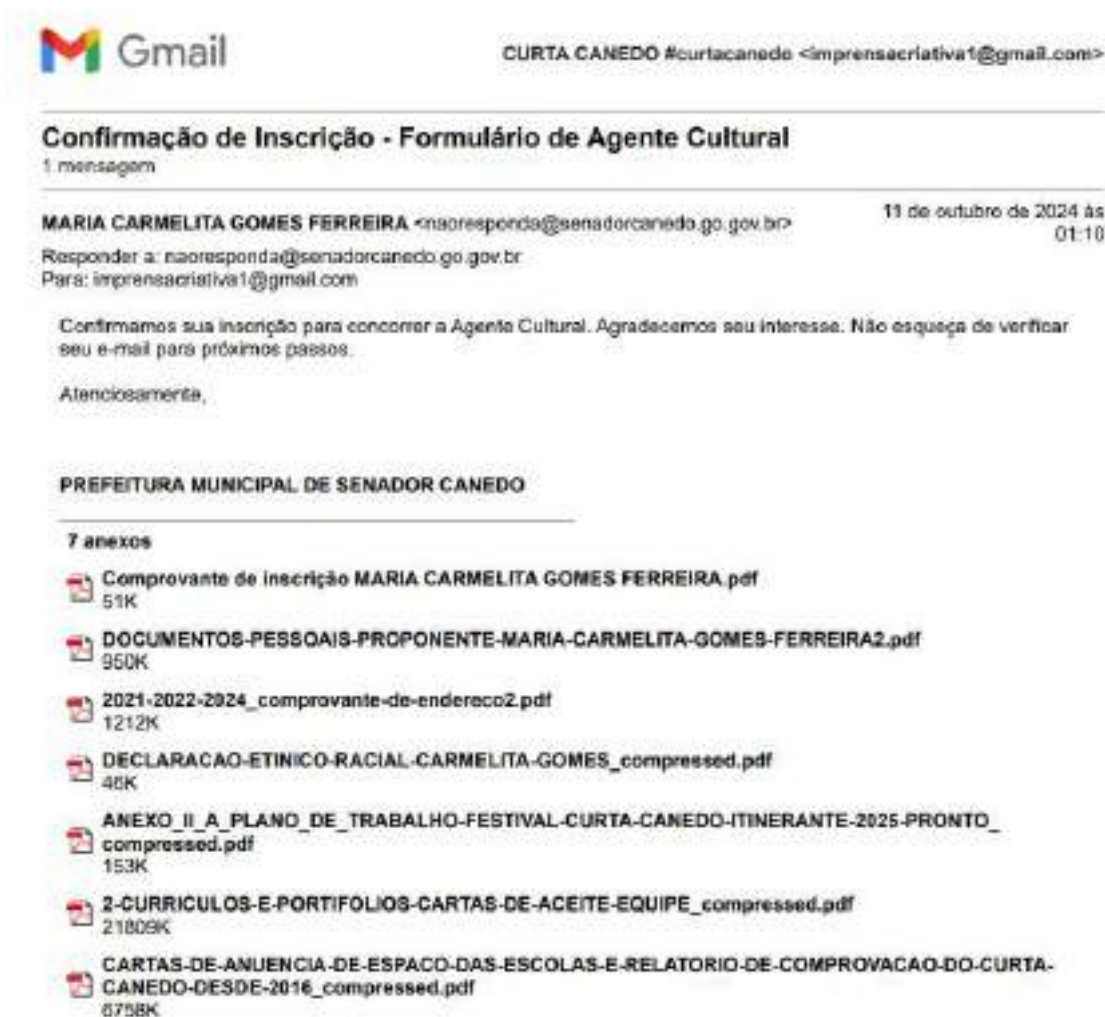 Gmail
CURTA CANEDO #curtacanedo <imprensacriativa1@gmail.com>
Confirmação de Inscrição - Formulário de Agente Cultural
1 mensagem
MARIA CARMELITA GOMES FERREIRA <naoresponda@senadorcanedo.go.gov.br>
11 de outubro de 2024 às
01:10
Responder a: naoresponda@senadorcanedo.go.gov.br
Para: imprensacriativa1@gmail.com
Confirmamos sua inscrição para concorrer a Agente Cultural. Agradecemos seu interesse. Não esqueça de verificar
seu e-mail para próximos passos.
Atenciosamente,
PREFEITURA MUNICIPAL DE SENADOR CANEDO
7 anexos
Comprovante de inscrição MARIA CARMELITA GOMES FERREIRA.pdf
51K
DOCUMENTOS-PESSOAIS-PROPONENTE-MARIA-CARMELITA-GOMES-FERREIRA2.pdf
950K
2021-2022-2924_comprovante-de-endereco2.pdf
1212K
DECLARACAO-ETINICO-RACIAL-CARMELITA-GOMES_compressed.pdf
46K
ANEXO_II_A_PLANO_DE_TRABALHO-FESTIVAL-CURTA-CANEDO-ITINERANTE-2025-PRONTO_
compressed.pdf
153K
2-CURRICULOS-E-PORTIFOLIOS-CARTAS-DE-ACEITE-EQUIPE_compressed.pdf
21809K
CARTAS-DE-ANUENCIA-DE-ESPACO-DAS-ESCOLAS-E-RELATORIO-DE-COMPROVACAO-DO-CURTA-
CANEDO-DESDE-2016_compressed.pdf
6758K